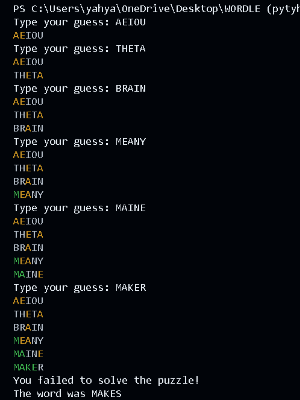 PS C:\Users\yahya\OneDrive\Desktop\WORDLE (pytyh
Type your guess: AEIOU
AEIOU
Type your guess: THETA
AEIOU
THETA
Type your guess: BRAIN
AEIOU
THETA
BRAIN
Type your guess: MEANY
AEIOU
THETA
BRAIN
MEANY
Type your guess: MAINE
AEIOU
THETA
BRAIN
MEANY
MAINE
Type your guess: MAKER
AEIOU
THETA
BRAIN
MEANY
MAINE
MAKER
You failed to solve the puzzle!
The word was MAKES